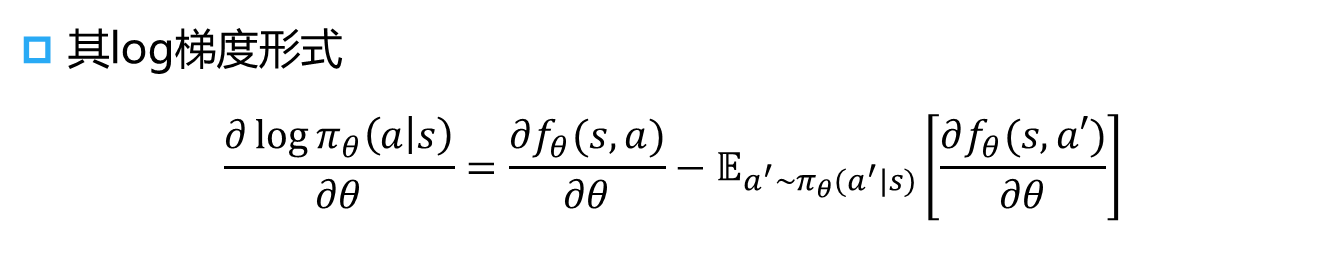 其log梯度形式
∂ log π_θ(a|s) / ∂θ = ∂f_θ(s, a) / ∂θ − 𝔼_{a′~π_θ(a′|s)} [∂f_θ(s, a′) / ∂θ]